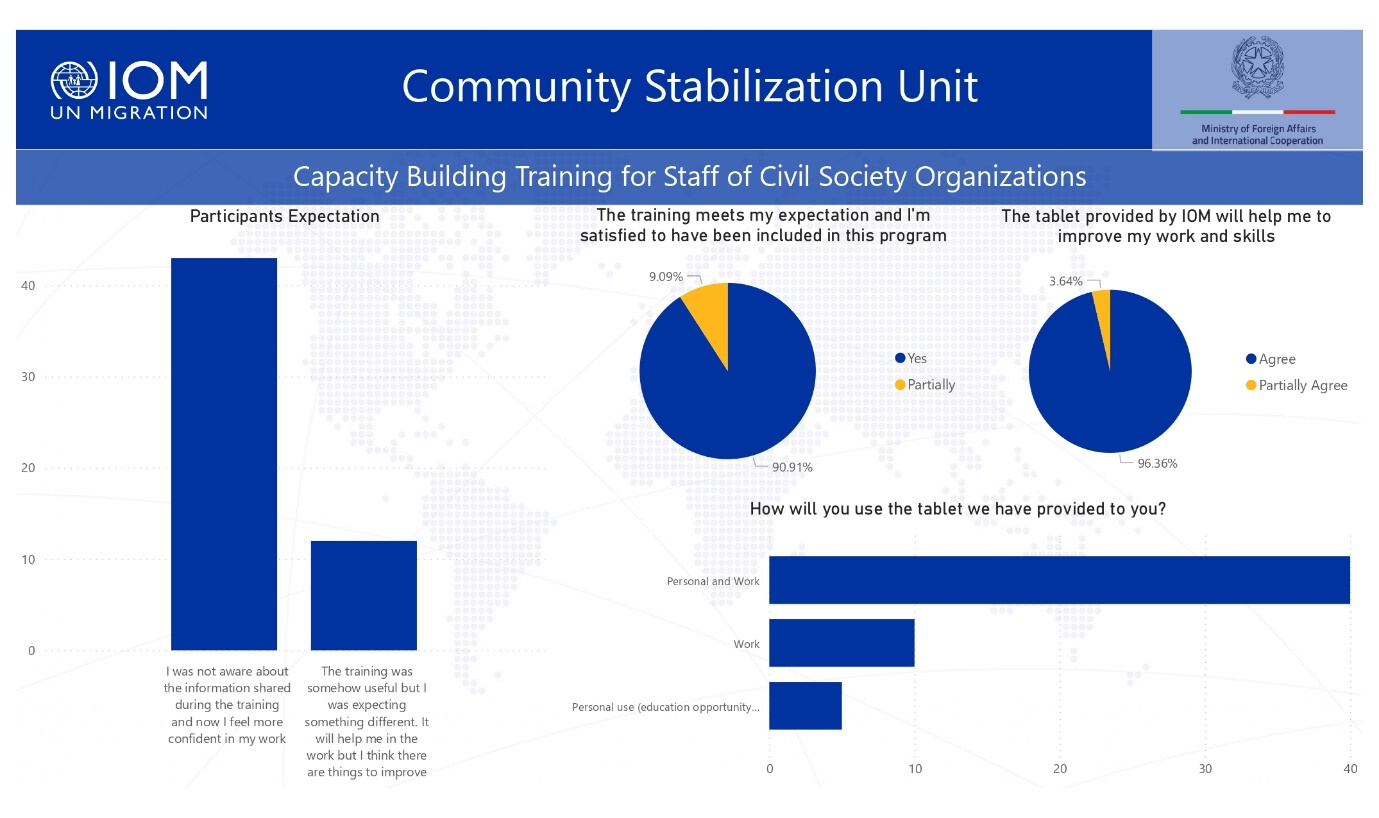 IOM
UN MIGRATION
Community Stabilization Unit
Ministry of Foreign Affairs
and International Cooperation
Capacity Building Training for Staff of Civil Society Organizations
Participants Expectation
40
30
20
10
0
I was not aware about
the information shared
during the training
and now I feel more
confident in my work
The training was
somehow useful but I
was expecting
something different. It
will help me in the
work but I think there
are things to improve
The training meets my expectation and I'm
satisfied to have been included in this program
9.09%
90.91%
Yes
Partially
The tablet provided by IOM will help me to
improve my work and skills
3.64%
96.36%
Agree
Partially Agree
How will you use the tablet we have provided to you?
Personal and Work
Work
Personal use (education opportunity...
0 10 20 30 40